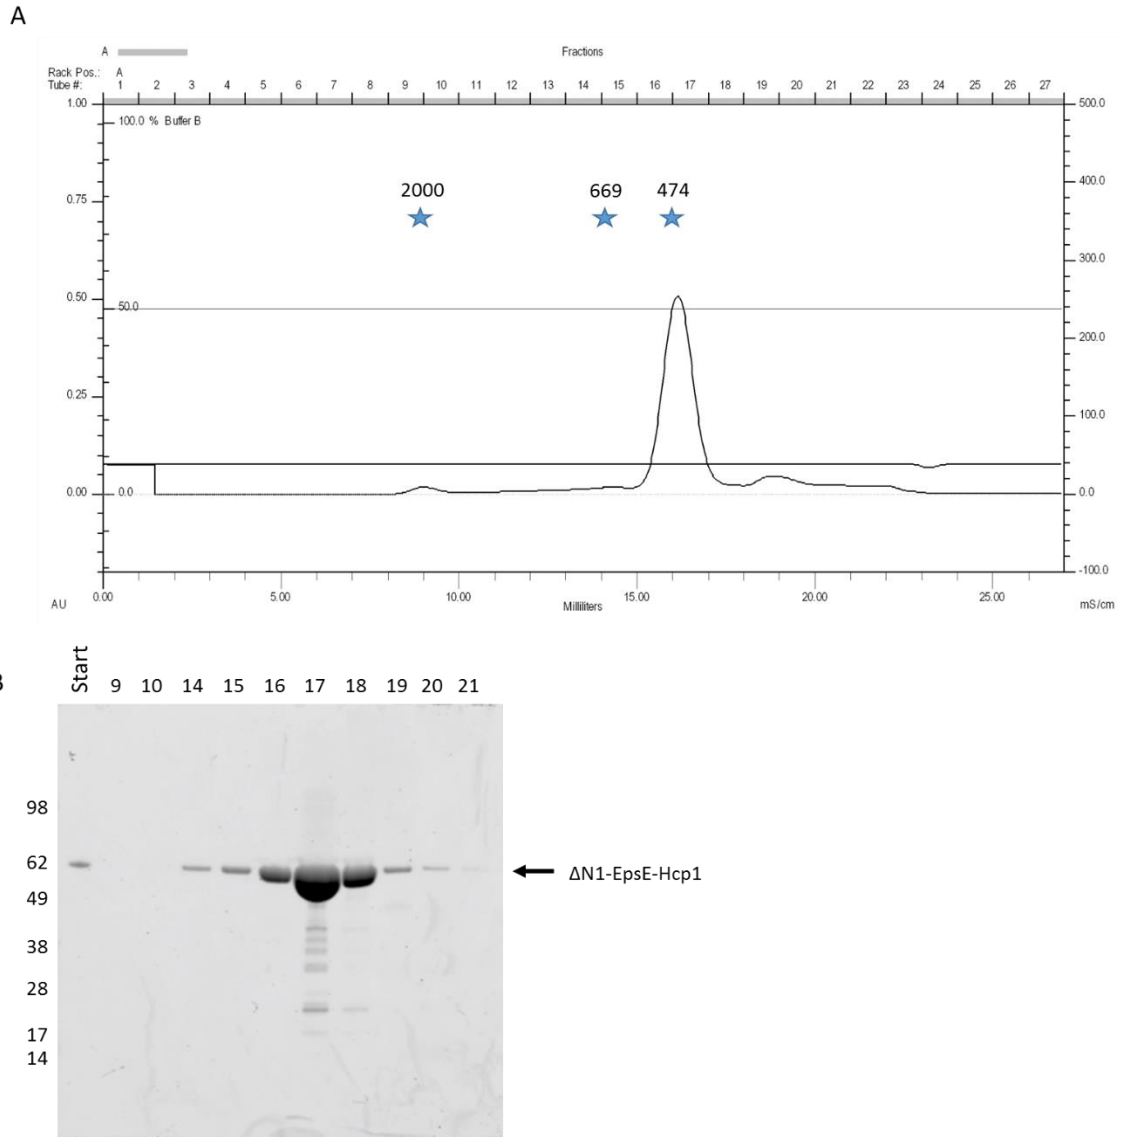 A
A Fractions
Rack Pos.: A
Tube #: 1 2 3 4 5 6 7 8 9 10 11 12 13 14 15 16 17 18 19 20 21 22 23 24 25 26 27
1.00 500.0
100.0 % Buffer B
2000 669 474
0.75 400.0
300.0
0.50 50.0
200.0
0.25 100.0
0.00 0.0 0.0
-100.0
0.00 5.00 10.00 15.00 20.00 25.00
AU Milliliters mS/cm
Start 9 10 14 15 16 17 18 19 20 21
98
62
ΔN1-EpsE-Hcp1
49
38
28
17
14